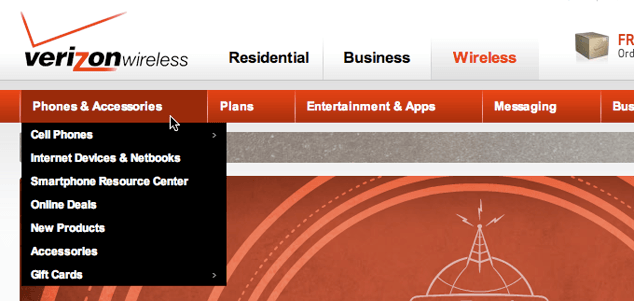 verizonwireless
Residential
Business
Wireless
FR
Ord
Phones & Accessories
Plans
Entertainment & Apps
Messaging
Bus
Cell Phones
Internet Devices & Netbooks
Smartphone Resource Center
Online Deals
New Products
Accessories
Gift Cards